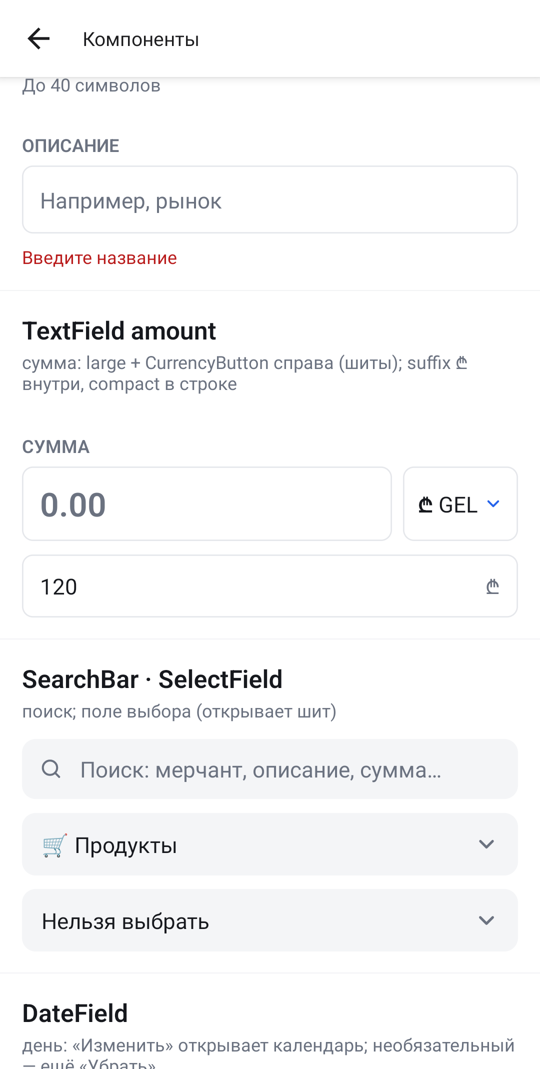 Компоненты
До 40 символов
ОПИСАНИЕ
Например, рынок
Введите название
TextField amount
сумма: large + CurrencyButton справа (шиты); suffix ₾
внутри, compact в строке
СУММА
0.00
₾ GEL
120 ₾
SearchBar · SelectField
поиск; поле выбора (открывает шит)
Поиск: мерчант, описание, сумма…
🛒 Продукты
Нельзя выбрать
DateField
день: «Изменить» открывает календарь; необязательный
— ещё «Убрать»